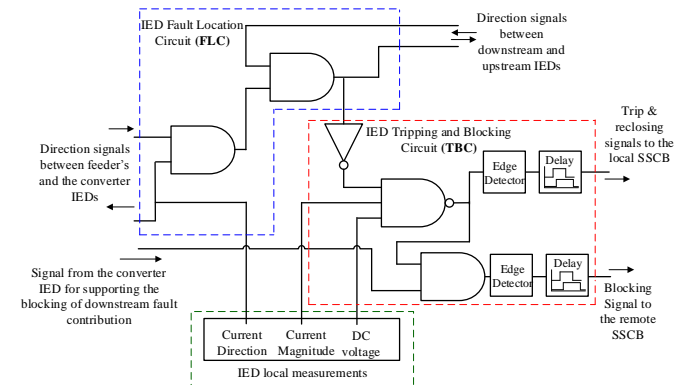 IED Fault Location
Circuit (FLC)
Direction signals
between
downstream and
upstream IEDs
Direction signals
between feeder's
and the converter
IEDs
IED Tripping and Blocking
Circuit (TBC)
Edge
Detector
Delay
Trip &
reclosing
signals to the
local SSCB
Signal from the converter
IED for supporting the
blocking of downstream fault
contribution
Edge
Detector
Delay
Blocking
Signal to
the remote
SSCB
Current
Direction
Current
Magnitude
DC
voltage
IED local measurements